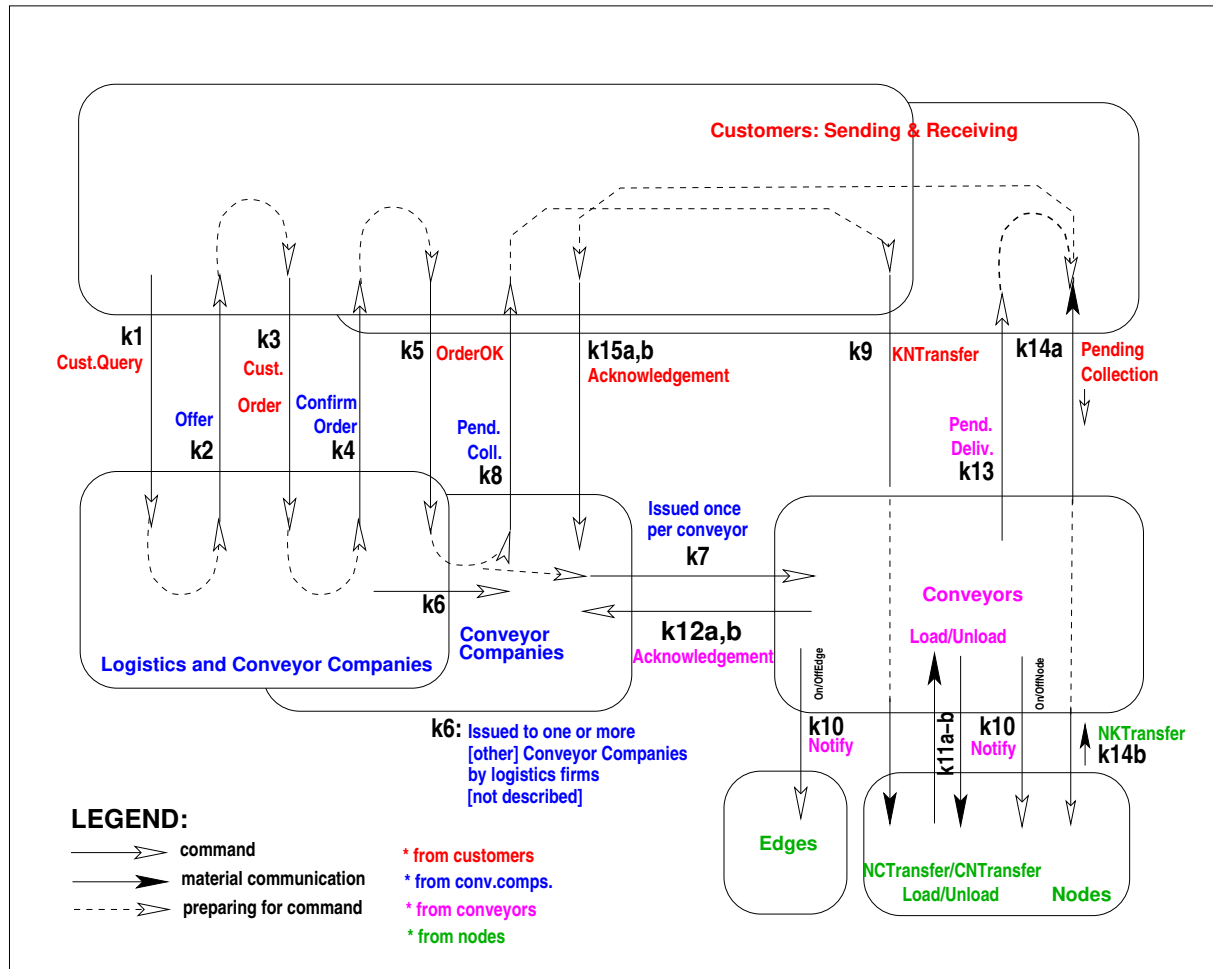 Customers: Sending & Receiving
k1
Cust.Query
Offer
k2
k3
Cust.
Order
Confirm
Order
k4
k5
OrderOK
Pend.
Coll.
k8
k15a,b
Acknowledgement
k9
KNTransfer
k14a
Pending
Collection
Pend.
Deliv.
k13
Issued once
per conveyor
k7
k6
Logistics and Conveyor Companies
Conveyor
Companies
k12a,b
Acknowledgement
Conveyors
Load/Unload
On/OffEdge
On/OffNode
k10
Notify
k11a–b
k10
Notify
NKTransfer
k14b
k6: Issued to one or more
[other] Conveyor Companies
by logistics firms
[not described]
Edges
NCTransfer/CNTransfer
Load/Unload
Nodes
LEGEND:
command
material communication
preparing for command
* from customers
* from conv.comps.
* from conveyors
* from nodes